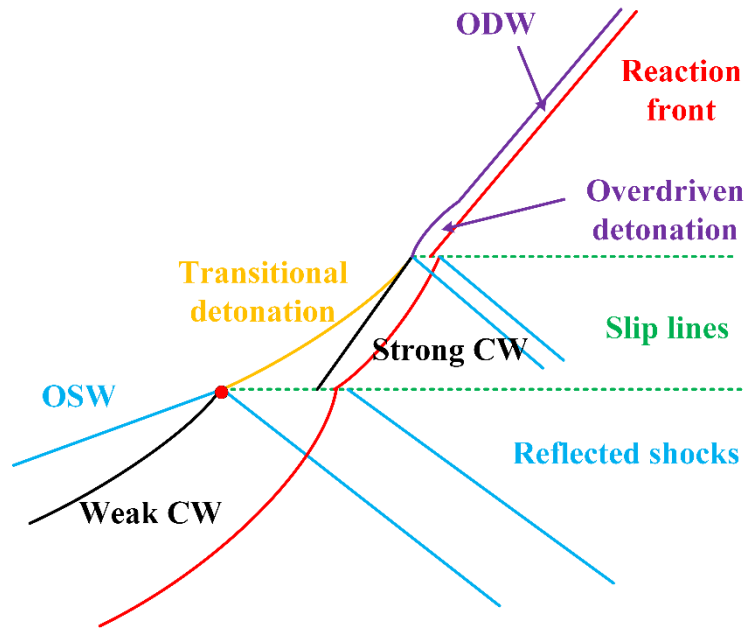 ODW
Reaction
front
Overdriven
detonation
Transitional
detonation
Slip lines
Strong CW
OSW
Reflected shocks
Weak CW